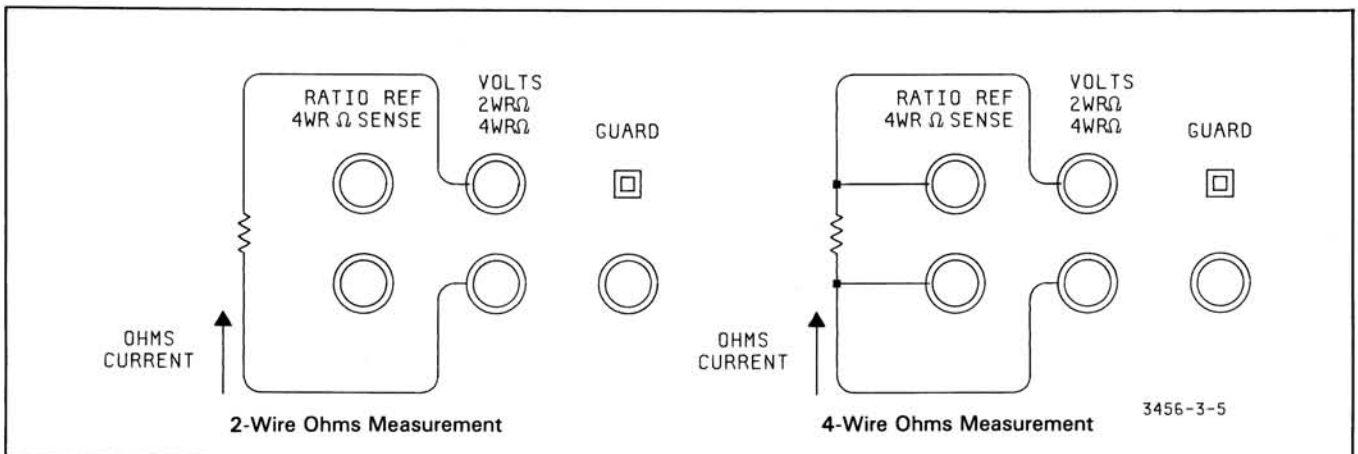 RATIO REF
4WR Ω SENSE
VOLTS
2WRΩ
4WRΩ
GUARD
OHMS
CURRENT
2-Wire Ohms Measurement
RATIO REF
4WR Ω SENSE
VOLTS
2WRΩ
4WRΩ
GUARD
OHMS
CURRENT
4-Wire Ohms Measurement
3456-3-5